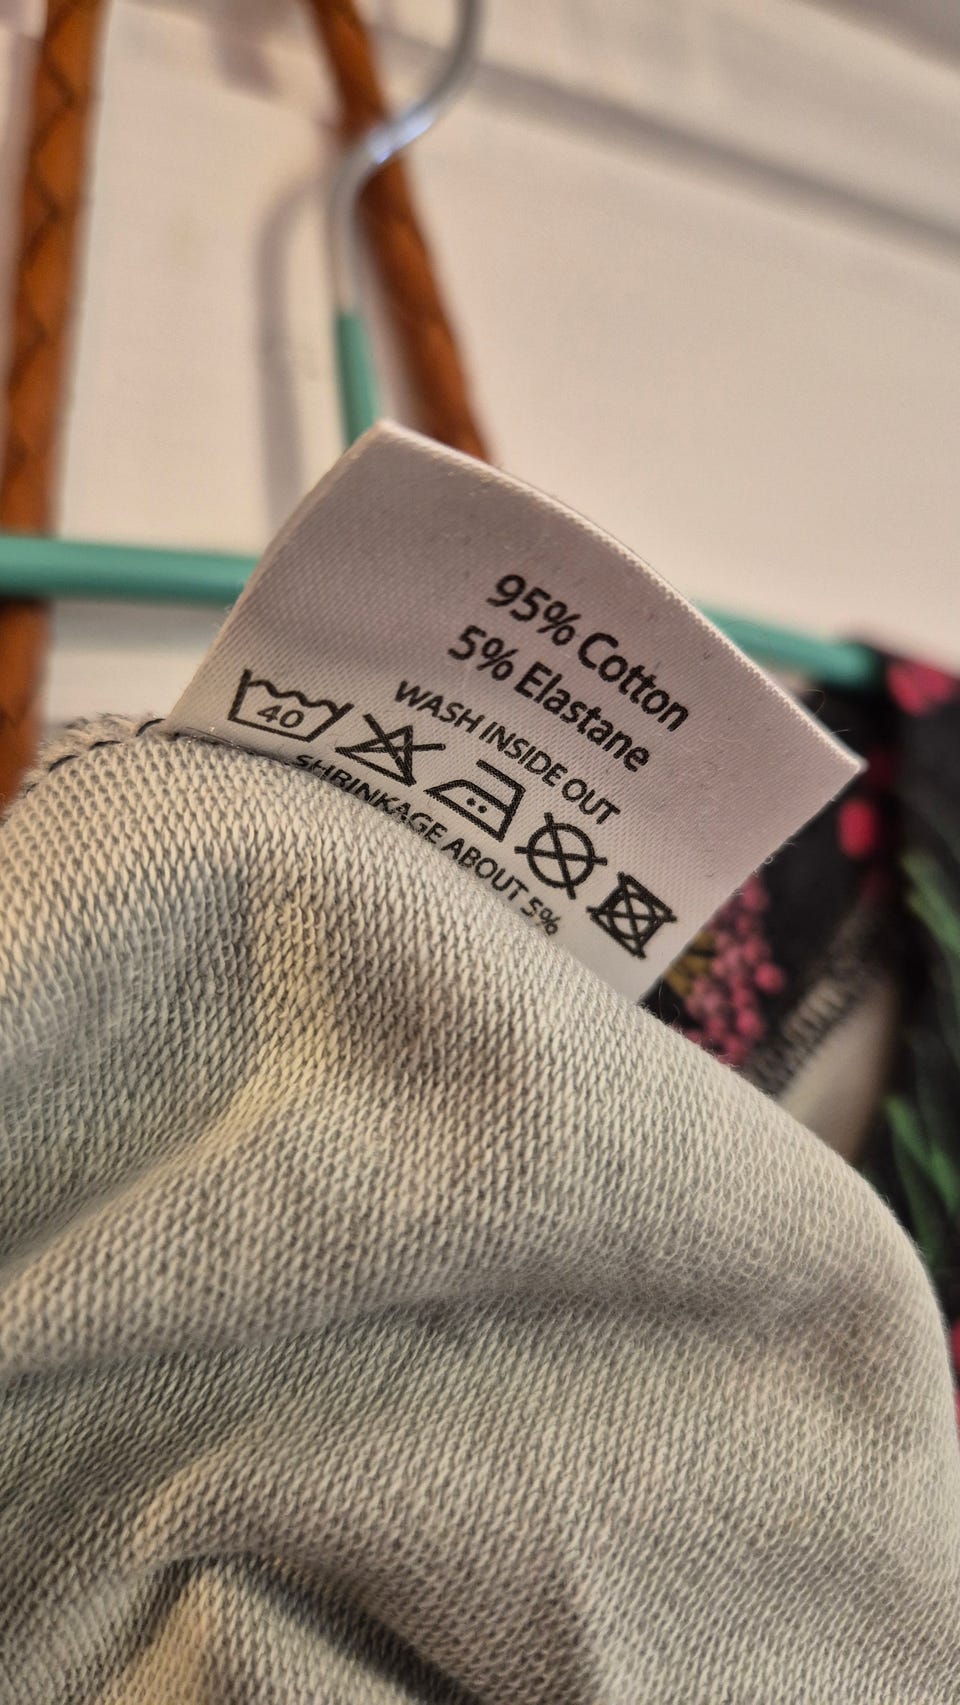 95% Cotton
5% Elastane
WASH INSIDE OUT
40
SHRINKAGE ABOUT 5%